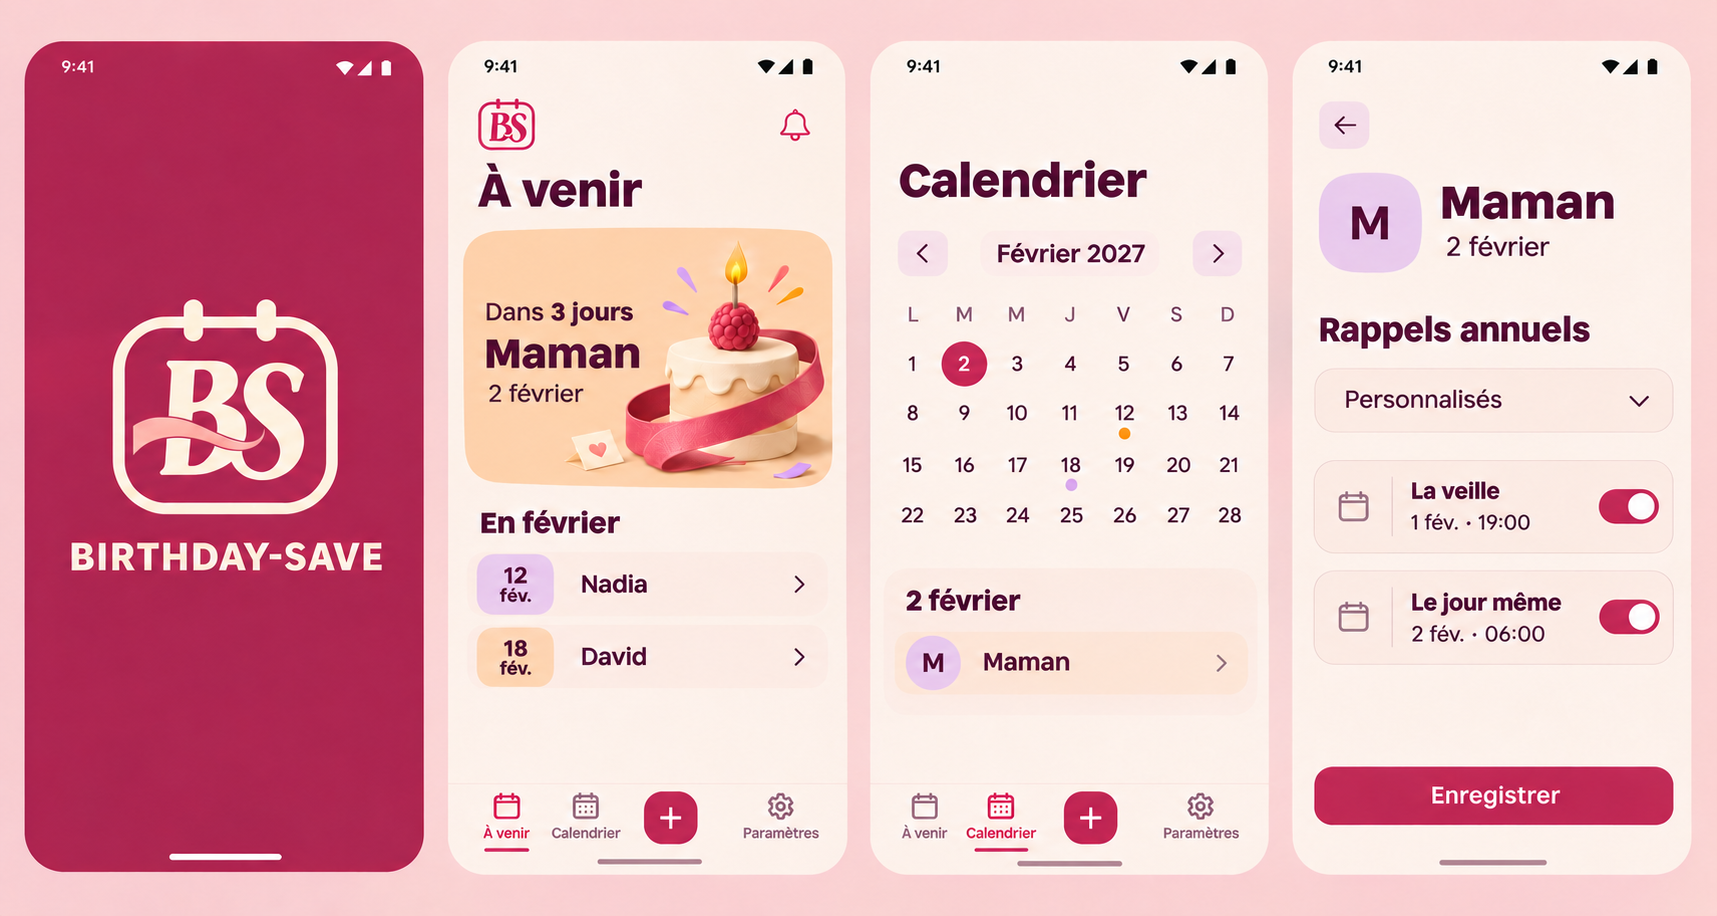 9:41
BS
BIRTHDAY-SAVE
9:41
BS
À venir
Dans 3 jours
Maman
2 février
En février
12
fév.
Nadia
18
fév.
David
À venir
Calendrier
+
Paramètres
9:41
Calendrier
Février 2027
L M M J V S D
1 2 3 4 5 6 7
8 9 10 11 12 13 14
15 16 17 18 19 20 21
22 23 24 25 26 27 28
2 février
M
Maman
À venir
Calendrier
+
Paramètres
9:41
M
Maman
2 février
Rappels annuels
Personnalisés
La veille
1 fév. • 19:00
Le jour même
2 fév. • 06:00
Enregistrer